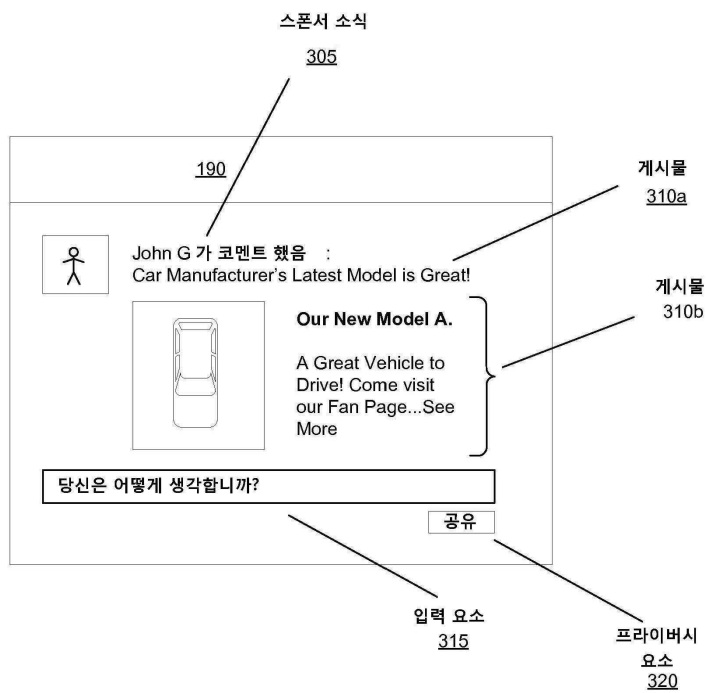 스폰서 소식
305
190
게시물
310a
John G 가 코멘트 했음 :
Car Manufacturer's Latest Model is Great!
게시물
310b
Our New Model A.
A Great Vehicle to
Drive! Come visit
our Fan Page...See
More
당신은 어떻게 생각합니까?
공유
입력 요소
315
프라이버시
요소
320